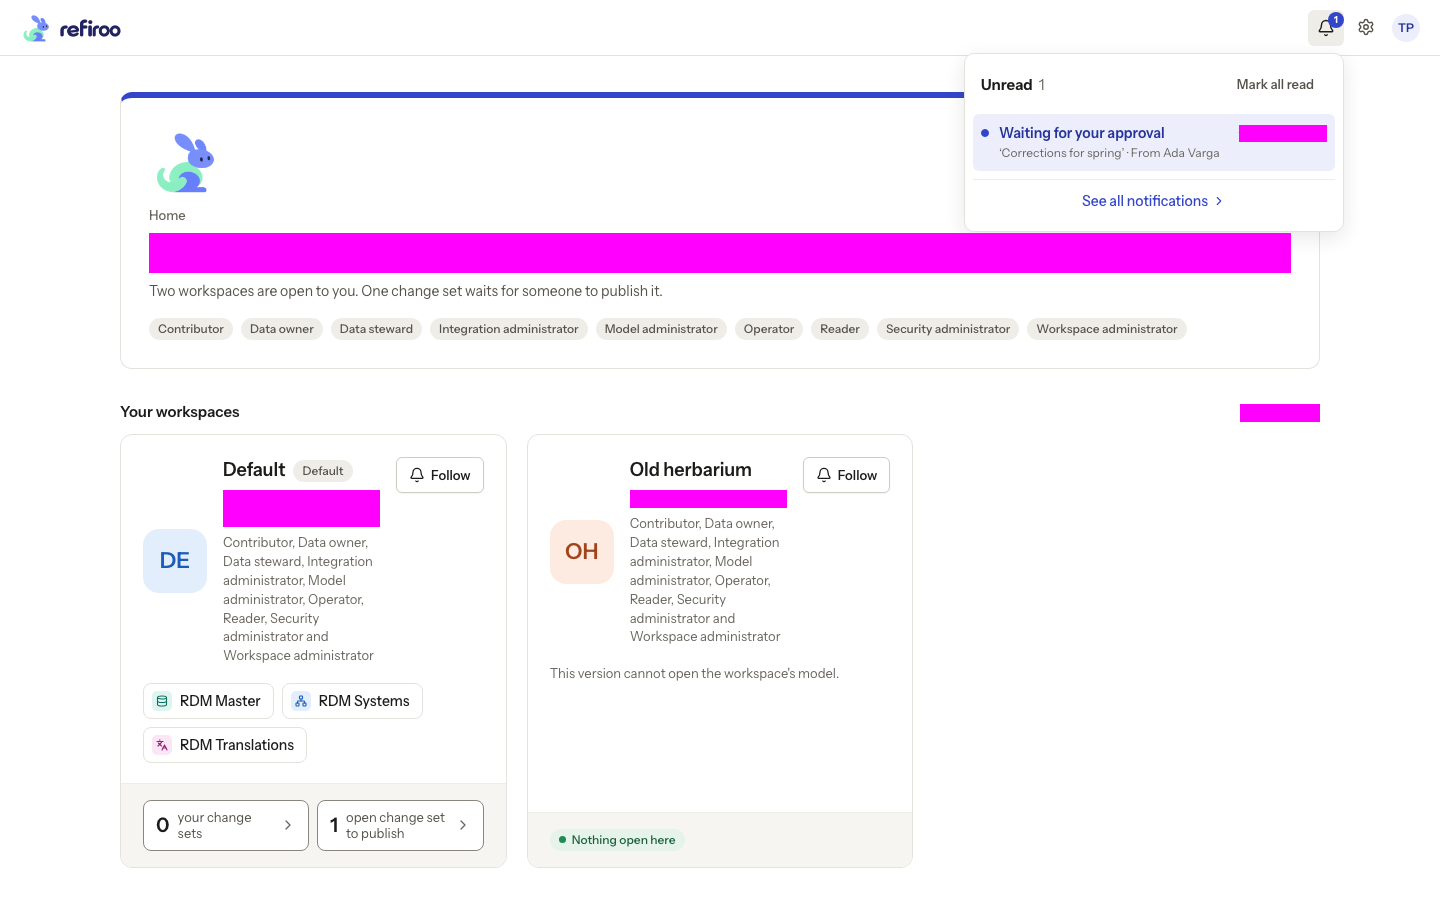 refiroo
1
TP
Unread 1
Mark all read
Waiting for your approval
‘Corrections for spring’ · From Ada Varga
See all notifications
Home
Two workspaces are open to you. One change set waits for someone to publish it.
Contributor
Data owner
Data steward
Integration administrator
Model administrator
Operator
Reader
Security administrator
Workspace administrator
Your workspaces
Default
Default
Follow
DE
Contributor, Data owner,
Data steward, Integration
administrator, Model
administrator, Operator,
Reader, Security
administrator and
Workspace administrator
RDM Master
RDM Systems
RDM Translations
0 your change
sets
1 open change set
to publish
Old herbarium
Follow
OH
Contributor, Data owner,
Data steward, Integration
administrator, Model
administrator, Operator,
Reader, Security
administrator and
Workspace administrator
This version cannot open the workspace's model.
Nothing open here